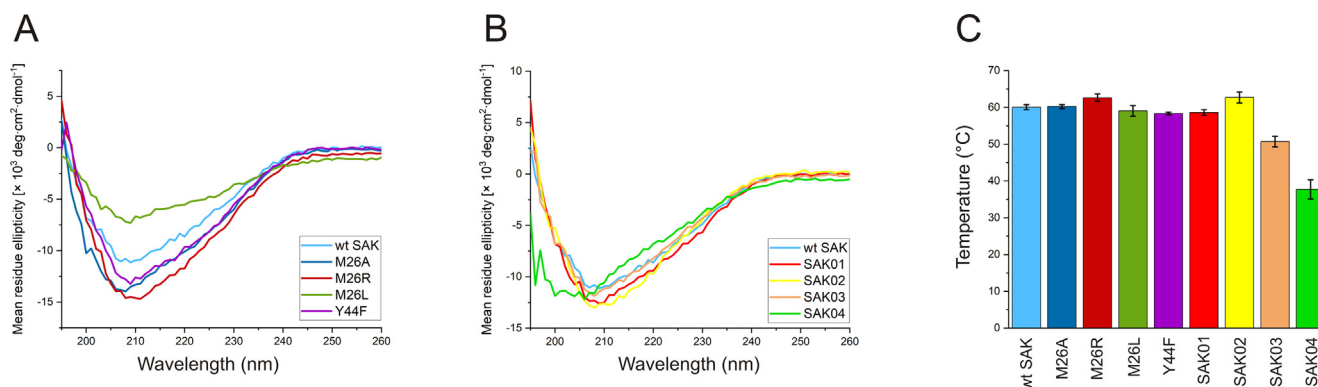 A
Mean residue ellipticity [× 10³ deg·cm²·dmol⁻¹]
5
0
-5
-10
-15
200
210
220
230
240
250
260
Wavelength (nm)
wt SAK
M26A
M26R
M26L
Y44F
B
Mean residue ellipticity [× 10³ deg·cm²·dmol⁻¹]
10
5
0
-5
-10
-15
200
210
220
230
240
250
260
Wavelength (nm)
wt SAK
SAK01
SAK02
SAK03
SAK04
C
Temperature (°C)
70
60
50
40
30
20
10
0
wt SAK
M26A
M26R
M26L
Y44F
SAK01
SAK02
SAK03
SAK04